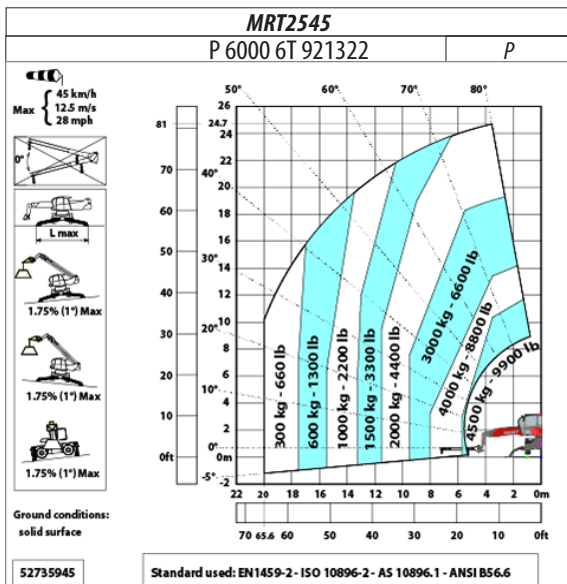 MRT2545
P 6000 6T 921322
P
Max
45 km/h
12.5 m/s
28 mph
0°
L max
1.75% (1°) Max
1.75% (1°) Max
1.75% (1°) Max
Ground conditions:
solid surface
52735945
50°
60°
70°
80°
40°
30°
20°
10°
0°
-5°
81
70
60
50
40
30
20
10
0ft
26
24.7
24
22
20
18
16
14
12
10
8
6
4
2
0m
-2
300 kg - 660 lb
600 kg - 1300 lb
1000 kg - 2200 lb
1500 kg - 3300 lb
2000 kg - 4400 lb
3000 kg - 6600 lb
4000 kg - 8800 lb
4500 kg - 9900 lb
22 20 18 16 14 12 10 8 6 4 2 0m
70 65.6 60 50 40 30 20 10 0ft
Standard used: EN1459-2 - ISO 10896-2 - AS 10896.1 - ANSI B56.6